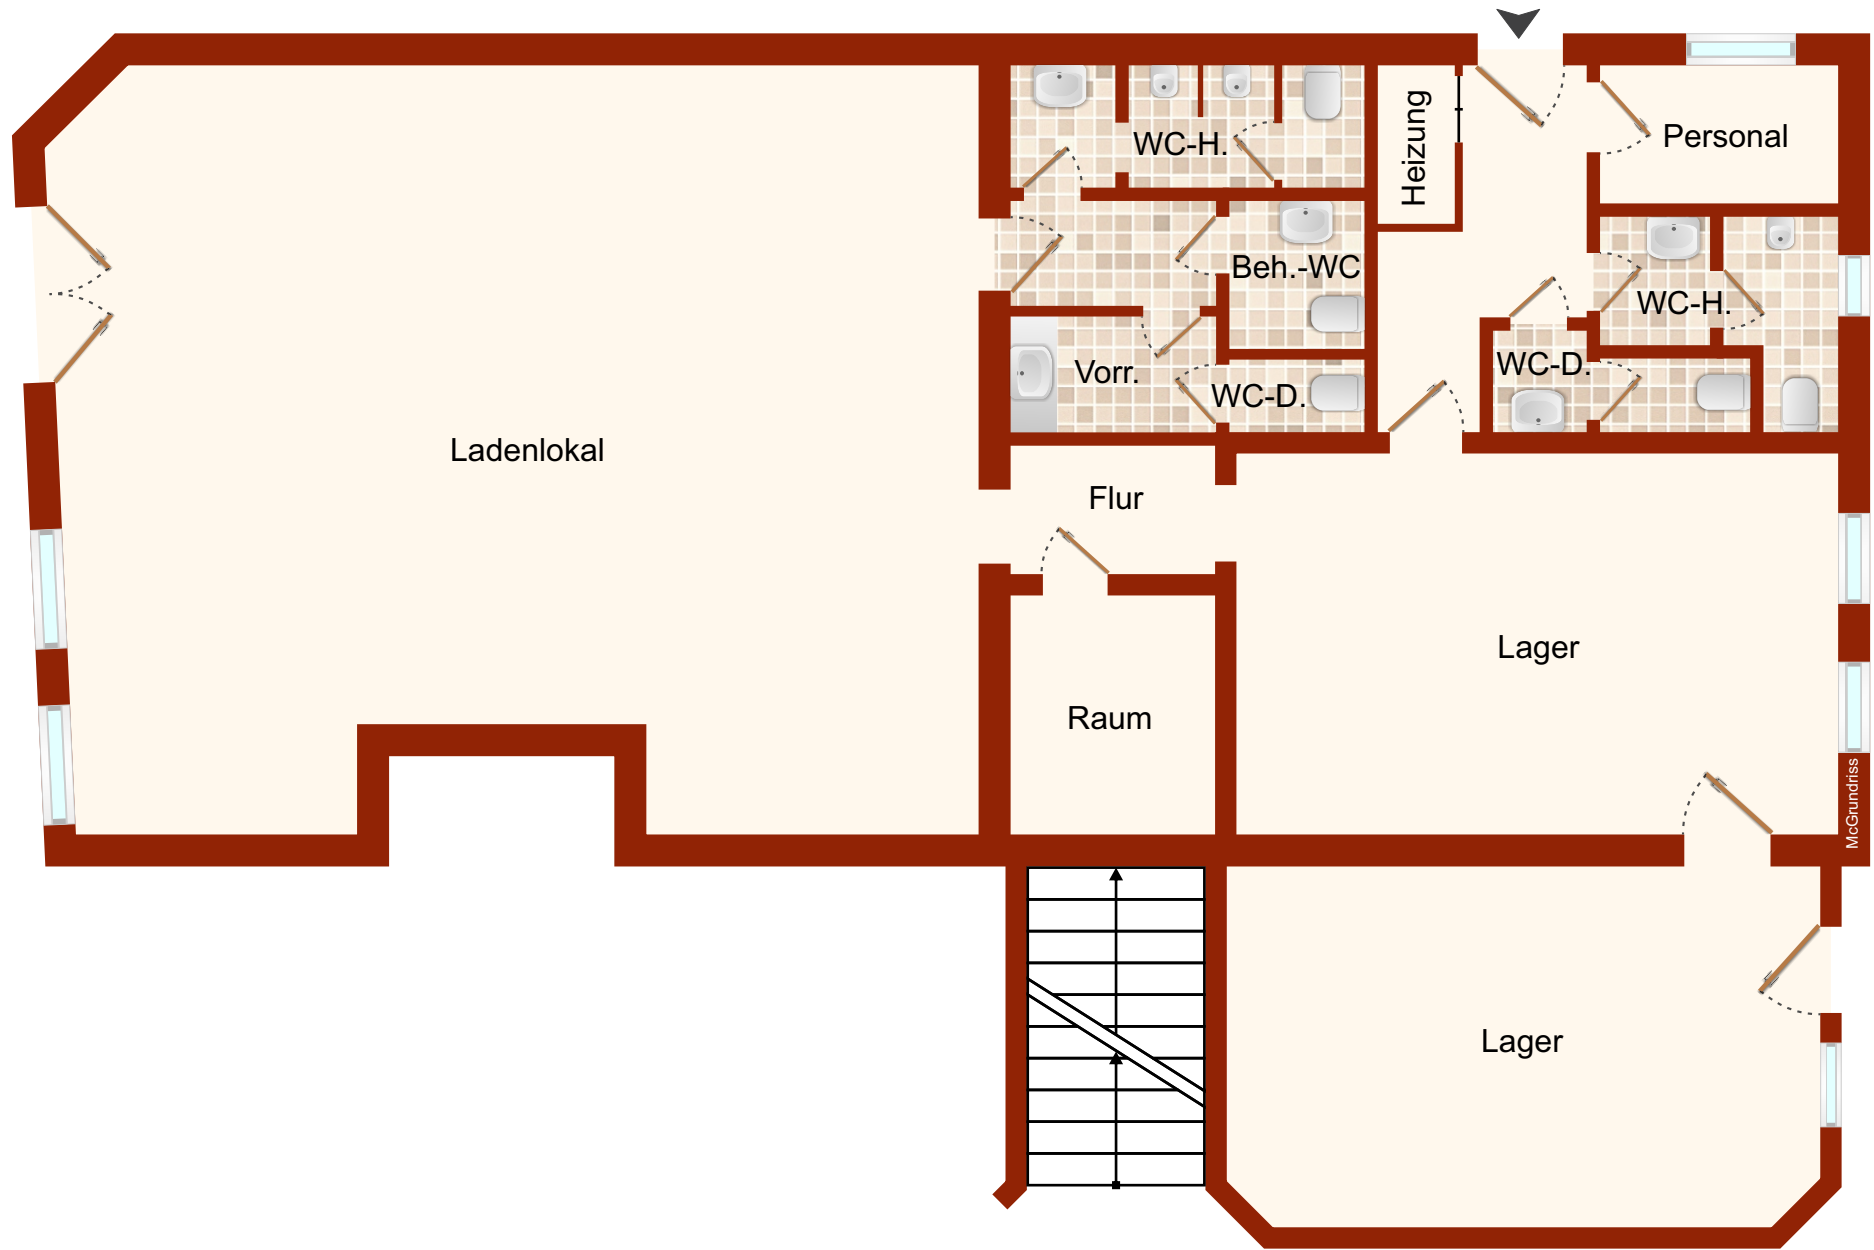 WC-H.
Heizung
Personal
Beh.-WC
WC-H.
Vorr.
WC-D.
WC-D.
Ladenlokal
Flur
Lager
Raum
McGrundriss
Lager